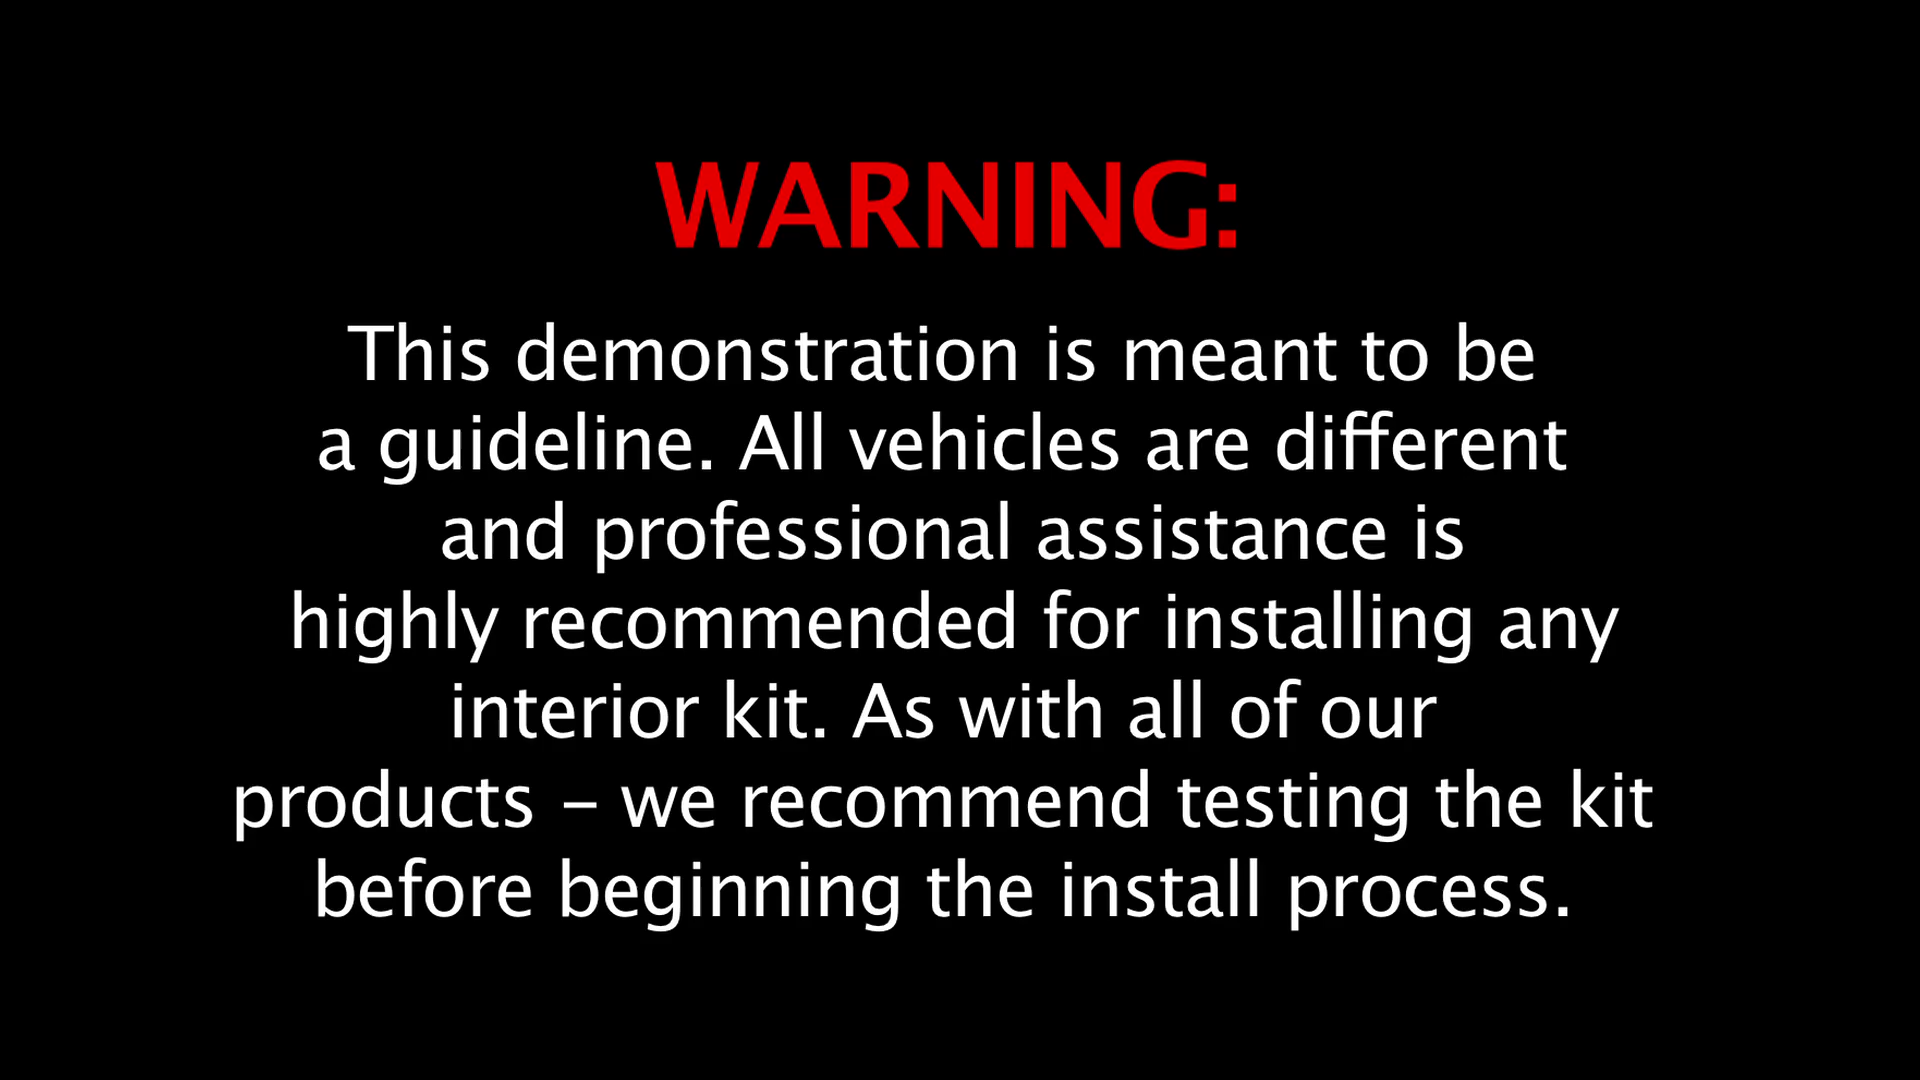 WARNING:
This demonstration is meant to be
a guideline. All vehicles are different
and professional assistance is
highly recommended for installing any
interior kit. As with all of our
products – we recommend testing the kit
before beginning the install process.